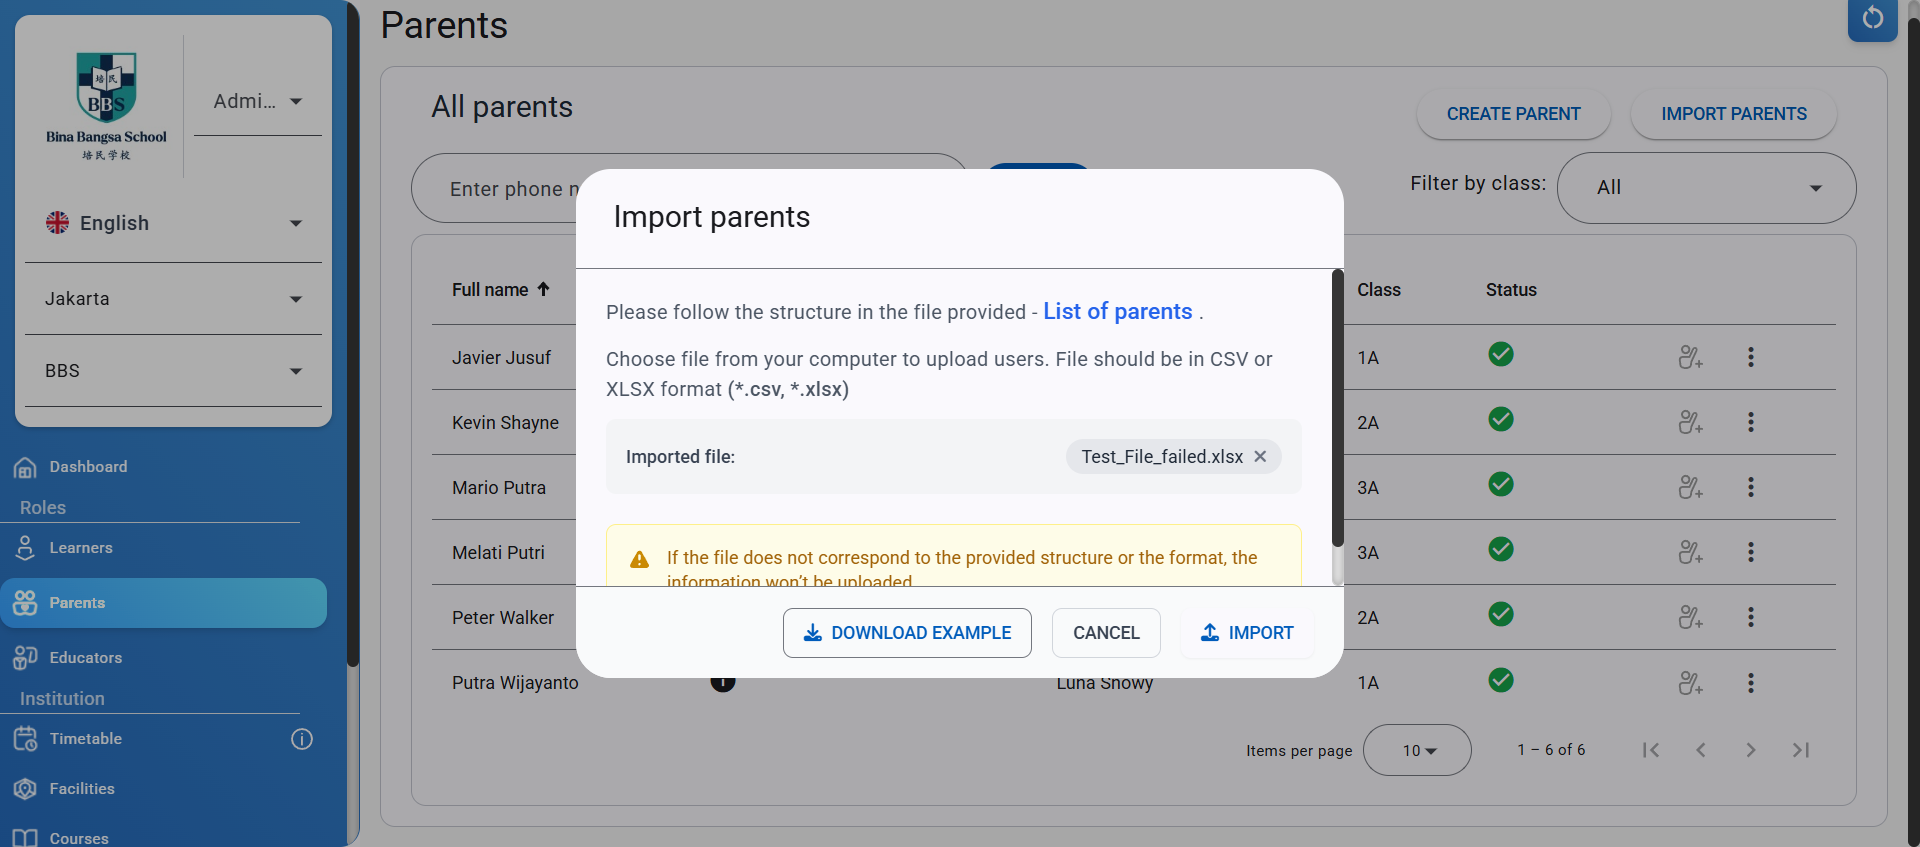 培民
BBS
Bina Bangsa School
培民学校
Admi...
English
Jakarta
BBS
Dashboard
Roles
Learners
Parents
Educators
Institution
Timetable
Facilities
Courses
Parents
All parents
CREATE PARENT
IMPORT PARENTS
Enter phone n
Filter by class:
All
Full name
Class
Status
Javier Jusuf
1A
Kevin Shayne
2A
Mario Putra
3A
Melati Putri
3A
Peter Walker
2A
Putra Wijayanto
Luna Snowy
1A
Items per page
10
1 – 6 of 6
Import parents
Please follow the structure in the file provided - List of parents .
Choose file from your computer to upload users. File should be in CSV or
XLSX format (*.csv, *.xlsx)
Imported file:
Test_File_failed.xlsx
If the file does not correspond to the provided structure or the format, the
information won't be uploaded
DOWNLOAD EXAMPLE
CANCEL
IMPORT